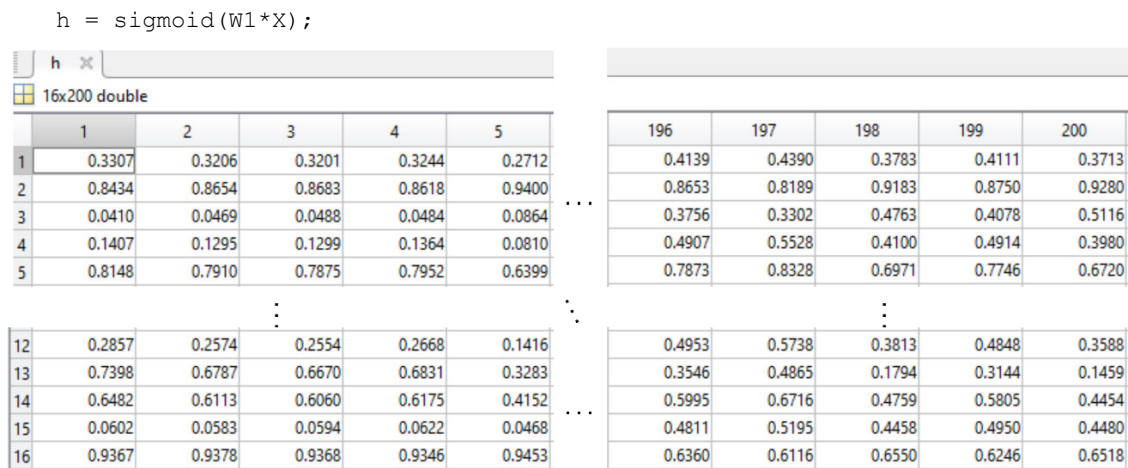 h = sigmoid(W1*X);
h
16x200 double
1 2 3 4 5 196 197 198 199 200
1 0.3307 0.3206 0.3201 0.3244 0.2712 0.4139 0.4390 0.3783 0.4111 0.3713
2 0.8434 0.8654 0.8683 0.8618 0.9400 0.8653 0.8189 0.9183 0.8750 0.9280
3 0.0410 0.0469 0.0488 0.0484 0.0864 ... 0.3756 0.3302 0.4763 0.4078 0.5116
4 0.1407 0.1295 0.1299 0.1364 0.0810 0.4907 0.5528 0.4100 0.4914 0.3980
5 0.8148 0.7910 0.7875 0.7952 0.6399 0.7873 0.8328 0.6971 0.7746 0.6720
⋮ ⋱ ⋮
12 0.2857 0.2574 0.2554 0.2668 0.1416 0.4953 0.5738 0.3813 0.4848 0.3588
13 0.7398 0.6787 0.6670 0.6831 0.3283 0.3546 0.4865 0.1794 0.3144 0.1459
14 0.6482 0.6113 0.6060 0.6175 0.4152 ... 0.5995 0.6716 0.4759 0.5805 0.4454
15 0.0602 0.0583 0.0594 0.0622 0.0468 0.4811 0.5195 0.4458 0.4950 0.4480
16 0.9367 0.9378 0.9368 0.9346 0.9453 0.6360 0.6116 0.6550 0.6246 0.6518